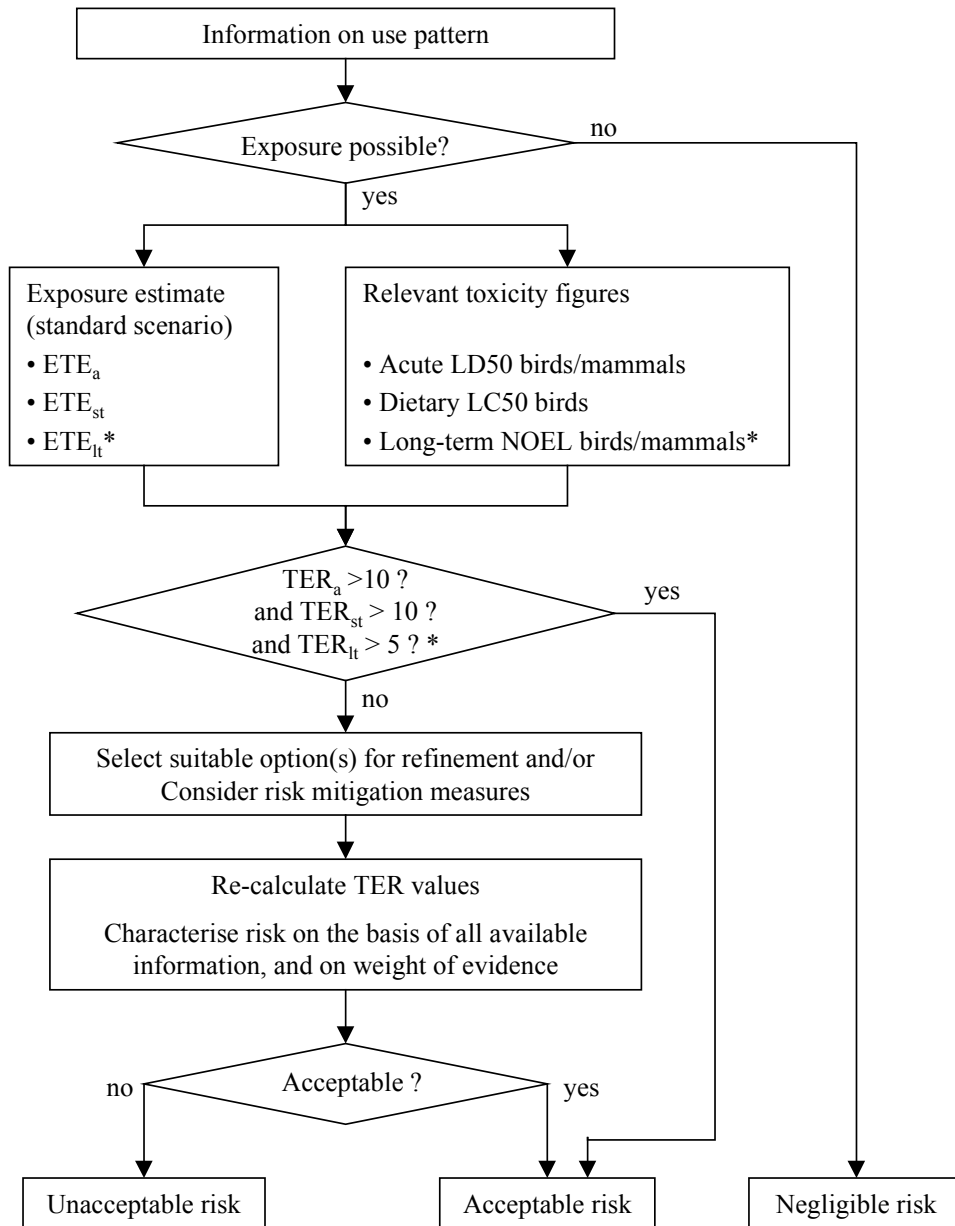 Information on use pattern
Exposure possible?
no
yes
Exposure estimate
(standard scenario)
• ETEa
• ETEst
• ETElt*
Relevant toxicity figures
• Acute LD50 birds/mammals
• Dietary LC50 birds
• Long-term NOEL birds/mammals*
TERa >10 ?
and TERst > 10 ?
and TERlt > 5 ? *
yes
no
Select suitable option(s) for refinement and/or
Consider risk mitigation measures
Re-calculate TER values
Characterise risk on the basis of all available
information, and on weight of evidence
Acceptable ?
no
yes
Unacceptable risk
Acceptable risk
Negligible risk